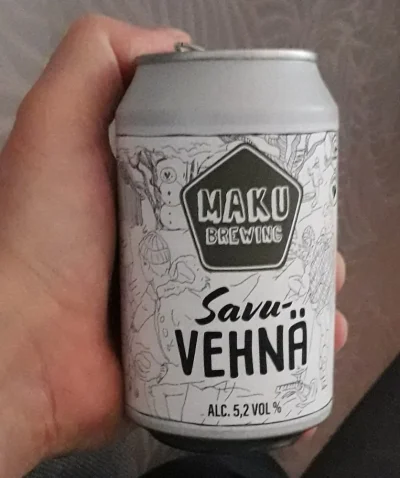 MAKU
BREWING
Savu-
VEHNÄ
ALC. 5,2 VOL %